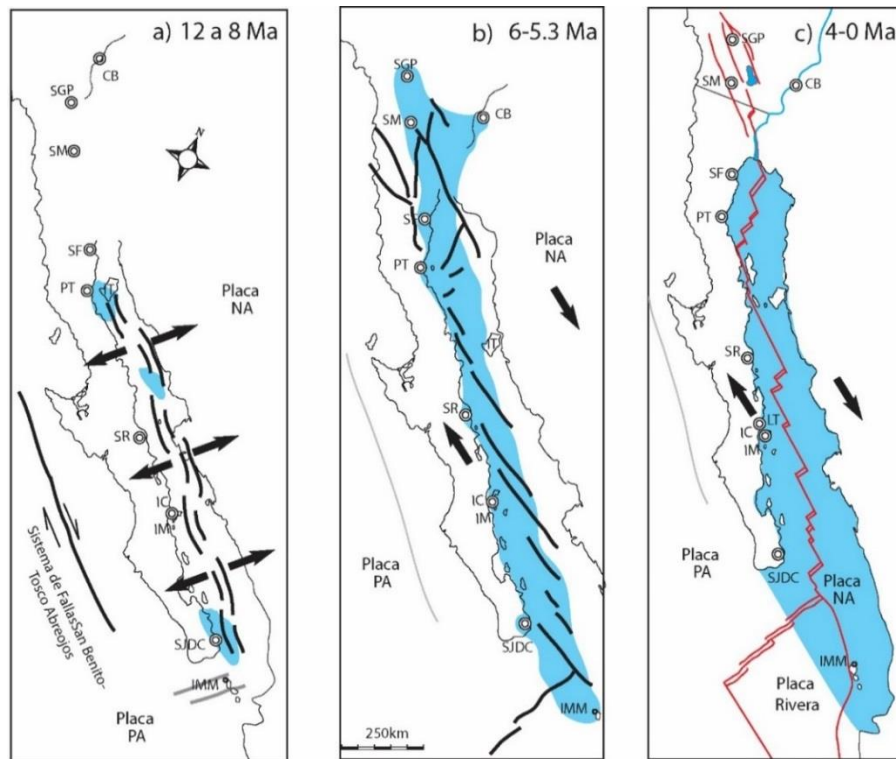 a) 12 a 8 Ma
CB
SGP
SM
N
SF
PT
IT
Placa
NA
SR
IC
IM
Sistema de FallasSan Benito-
Tosco Abreojos
SJDC
IMM
Placa
PA
b) 6-5.3 Ma
SGP
SM
CB
SF
PT
Placa
NA
IT
SR
IC
IM
Placa
PA
SJDC
IMM
250km
c) 4-0 Ma
SGP
SM
CB
SF
PT
SR
LT
IC
IM
Placa
PA
SJDC
Placa
NA
IMM
Placa
Rivera